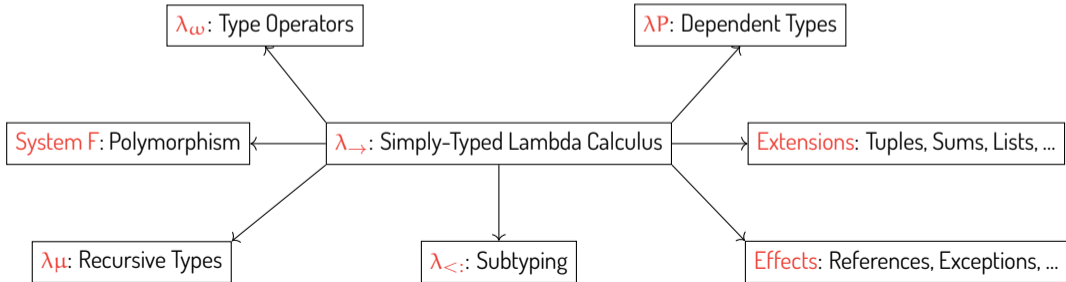 λω: Type Operators
λP: Dependent Types
System F: Polymorphism
λ→: Simply-Typed Lambda Calculus
Extensions: Tuples, Sums, Lists, ...
λμ: Recursive Types
λ<:: Subtyping
Effects: References, Exceptions, ...